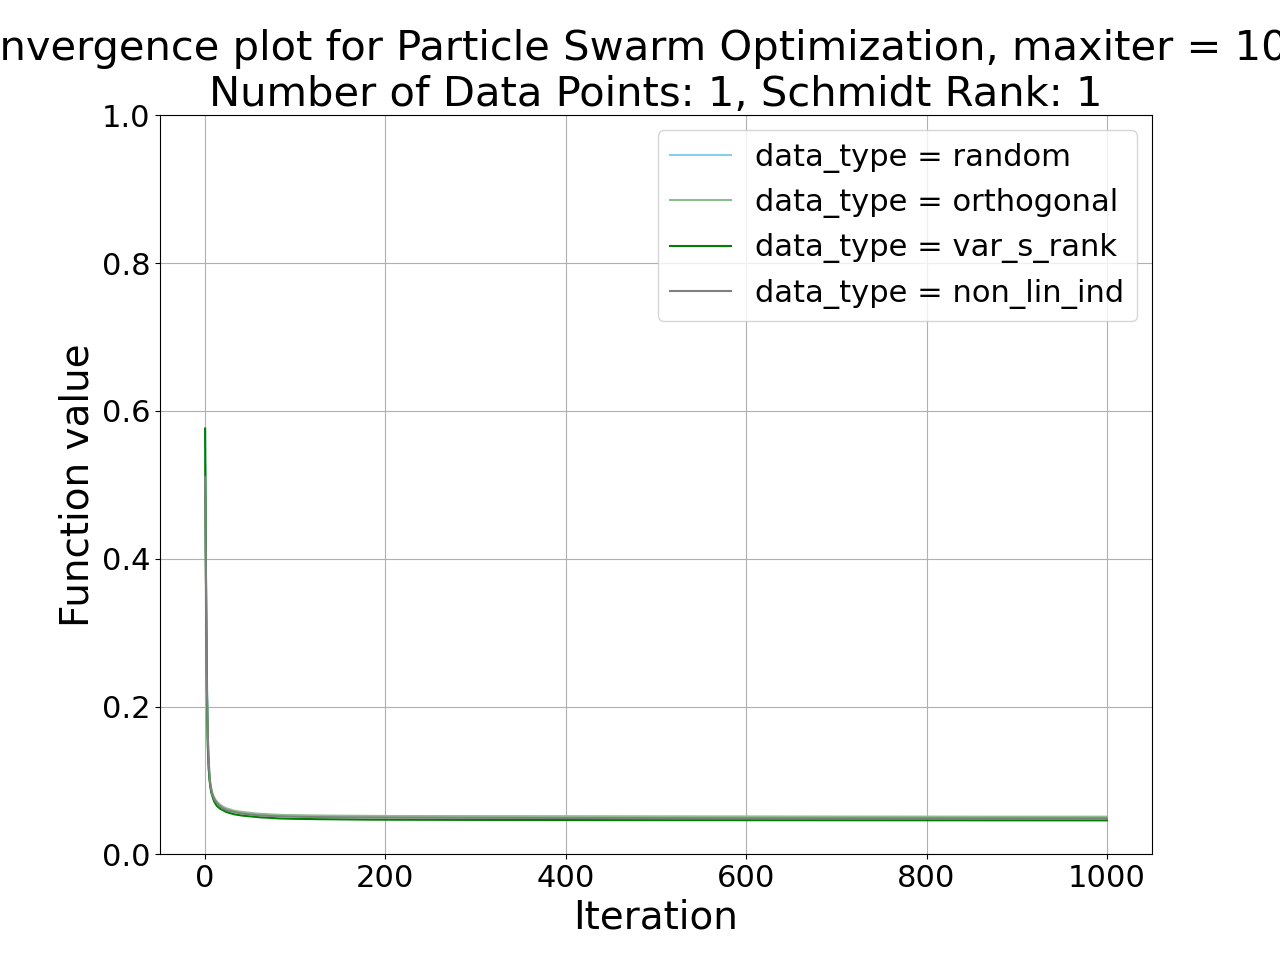 nvergence plot for Particle Swarm Optimization, maxiter = 10
Number of Data Points: 1, Schmidt Rank: 1
data_type = random
data_type = orthogonal
data_type = var_s_rank
data_type = non_lin_ind
Function value
1.0
0.8
0.6
0.4
0.2
0.0
0 200 400 600 800 1000
Iteration